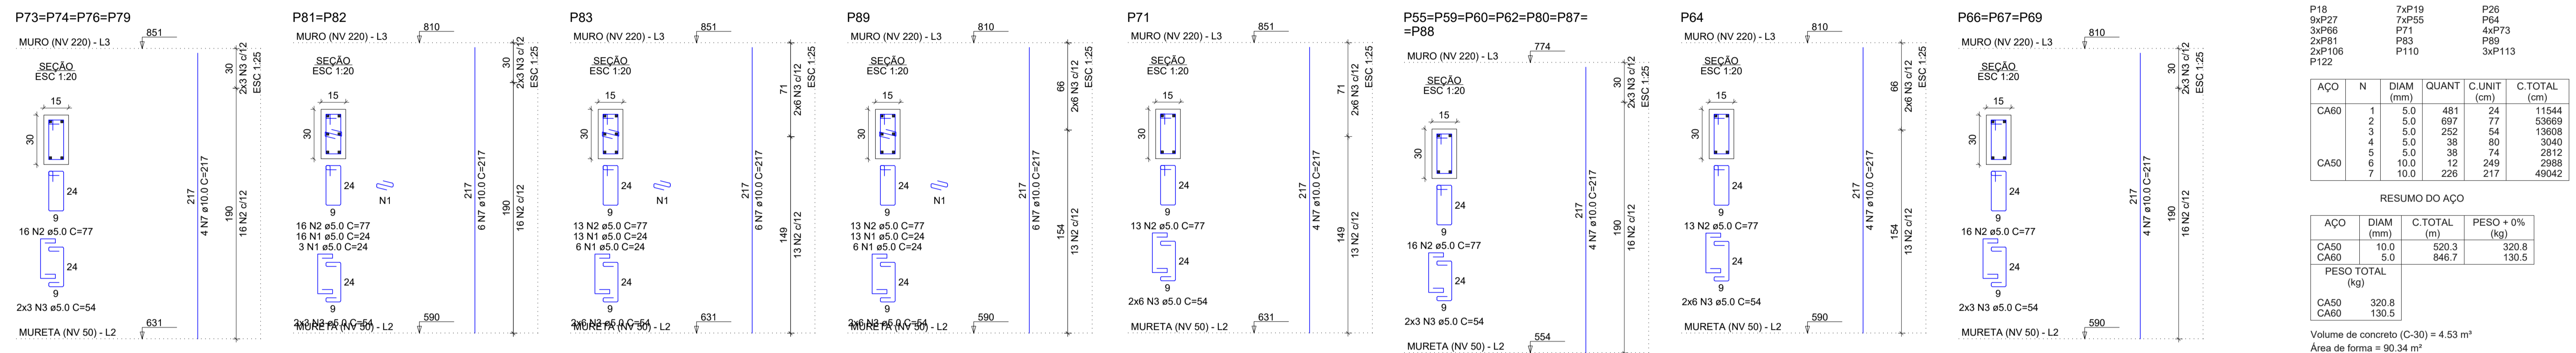 P73=P74=P76=P79
MURO (NV 220) - L3
851
SEÇÃO
ESC 1:20
15
30
24
9
16 N2 ø5.0 C=77
24
9
2x3 N3 ø5.0 C=54
MURETA (NV 50) - L2
631
217
4 N7 ø10.0 C=217
30
2x3 N3 c/12
190
16 N2 c/12
ESC 1:25
P81=P82
MURO (NV 220) - L3
810
SEÇÃO
ESC 1:20
15
30
24
9
N1
16 N2 ø5.0 C=77
16 N1 ø5.0 C=24
3 N1 ø5.0 C=24
24
9
2x3 N3 ø5.0 C=54
MURETA (NV 50) - L2
590
217
6 N7 ø10.0 C=217
30
2x3 N3 c/12
190
16 N2 c/12
ESC 1:25
P83
MURO (NV 220) - L3
851
SEÇÃO
ESC 1:20
15
30
24
9
N1
13 N2 ø5.0 C=77
13 N1 ø5.0 C=24
6 N1 ø5.0 C=24
24
9
2x6 N3 ø5.0 C=54
MURETA (NV 50) - L2
631
217
6 N7 ø10.0 C=217
71
2x6 N3 c/12
149
13 N2 c/12
ESC 1:25
P89
MURO (NV 220) - L3
810
SEÇÃO
ESC 1:20
15
30
24
9
N1
13 N2 ø5.0 C=77
13 N1 ø5.0 C=24
6 N1 ø5.0 C=24
24
9
2x6 N3 ø5.0 C=54
MURETA (NV 50) - L2
590
217
6 N7 ø10.0 C=217
66
2x6 N3 c/12
154
13 N2 c/12
ESC 1:25
P71
MURO (NV 220) - L3
851
SEÇÃO
ESC 1:20
15
30
24
9
13 N2 ø5.0 C=77
24
9
2x6 N3 ø5.0 C=54
MURETA (NV 50) - L2
631
217
4 N7 ø10.0 C=217
71
2x6 N3 c/12
149
13 N2 c/12
ESC 1:25
P55=P59=P60=P62=P80=P87=
=P88
MURO (NV 220) - L3
774
SEÇÃO
ESC 1:20
15
30
24
9
16 N2 ø5.0 C=77
24
9
2x3 N3 ø5.0 C=54
MURETA (NV 50) - L2
554
217
4 N7 ø10.0 C=217
30
2x3 N3 c/12
190
16 N2 c/12
ESC 1:25
P64
MURO (NV 220) - L3
810
SEÇÃO
ESC 1:20
15
30
24
9
13 N2 ø5.0 C=77
24
9
2x6 N3 ø5.0 C=54
MURETA (NV 50) - L2
590
217
4 N7 ø10.0 C=217
66
2x6 N3 c/12
154
13 N2 c/12
ESC 1:25
P66=P67=P69
MURO (NV 220) - L3
810
SEÇÃO
ESC 1:20
15
30
24
9
16 N2 ø5.0 C=77
24
9
2x3 N3 ø5.0 C=54
MURETA (NV 50) - L2
590
217
4 N7 ø10.0 C=217
30
2x3 N3 c/12
190
16 N2 c/12
ESC 1:25
P18 7xP19 P26
9xP27 7xP55 P64
3xP66 P71 4xP73
2xP81 P83 P89
2xP106 P110 3xP113
P122
AÇO N DIAM QUANT C.UNIT C.TOTAL
(mm) (cm) (cm)
CA60 1 5.0 481 24 11544
2 5.0 697 77 53669
3 5.0 252 54 13608
4 5.0 38 80 3040
5 5.0 38 74 2812
CA50 6 10.0 12 249 2988
7 10.0 226 217 49042
RESUMO DO AÇO
AÇO DIAM C.TOTAL PESO + 0%
(mm) (m) (kg)
CA50 10.0 520.3 320.8
CA60 5.0 846.7 130.5
PESO TOTAL
(kg)
CA50 320.8
CA60 130.5
Volume de concreto (C-30) = 4.53 m³
Área de forma = 90.34 m²